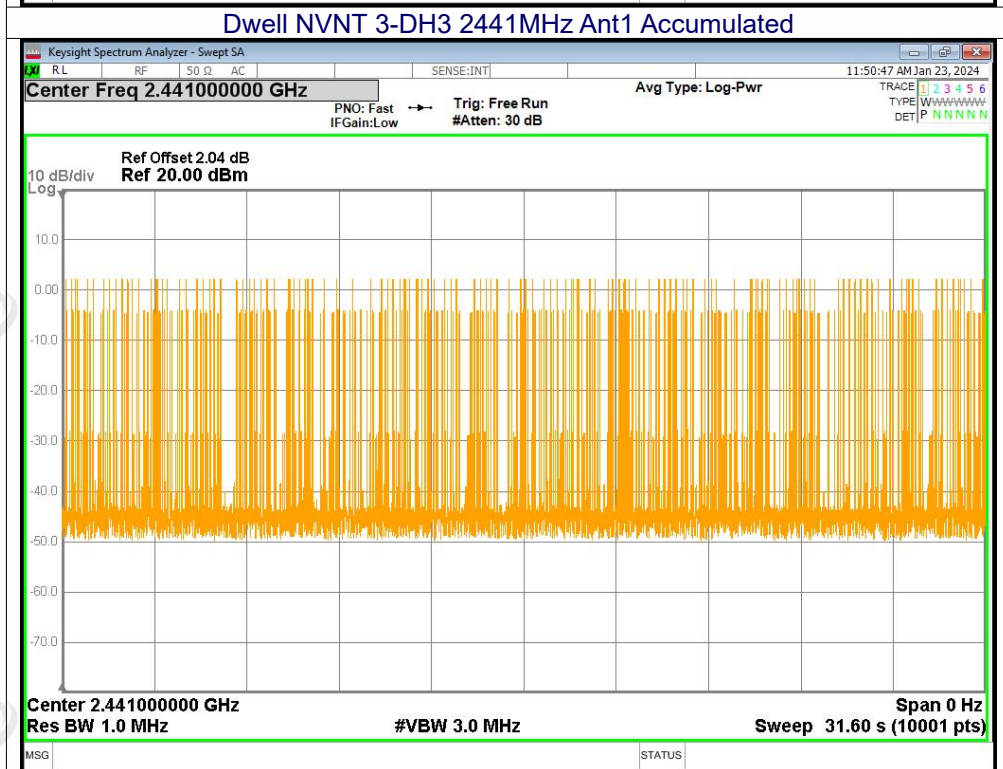 Dwell NVNT 3-DH3 2441MHz Ant1 Accumulated
Keysight Spectrum Analyzer - Swept SA
LXI RL RF 50 Ω AC SENSE:INT 11:50:47 AM Jan 23, 2024
Center Freq 2.441000000 GHz Avg Type: Log-Pwr TRACE 1 2 3 4 5 6
PNO: Fast Trig: Free Run TYPE WWWWWWW
IFGain:Low #Atten: 30 dB DET P N N N N N
Ref Offset 2.04 dB
10 dB/div Ref 20.00 dBm
Log
10.0
0.00
-10.0
-20.0
-30.0
-40.0
-50.0
-60.0
-70.0
Center 2.441000000 GHz Span 0 Hz
Res BW 1.0 MHz #VBW 3.0 MHz Sweep 31.60 s (10001 pts)
MSG STATUS